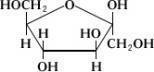 HOCH₂ O OH
H HO
H CH₂OH
OH H